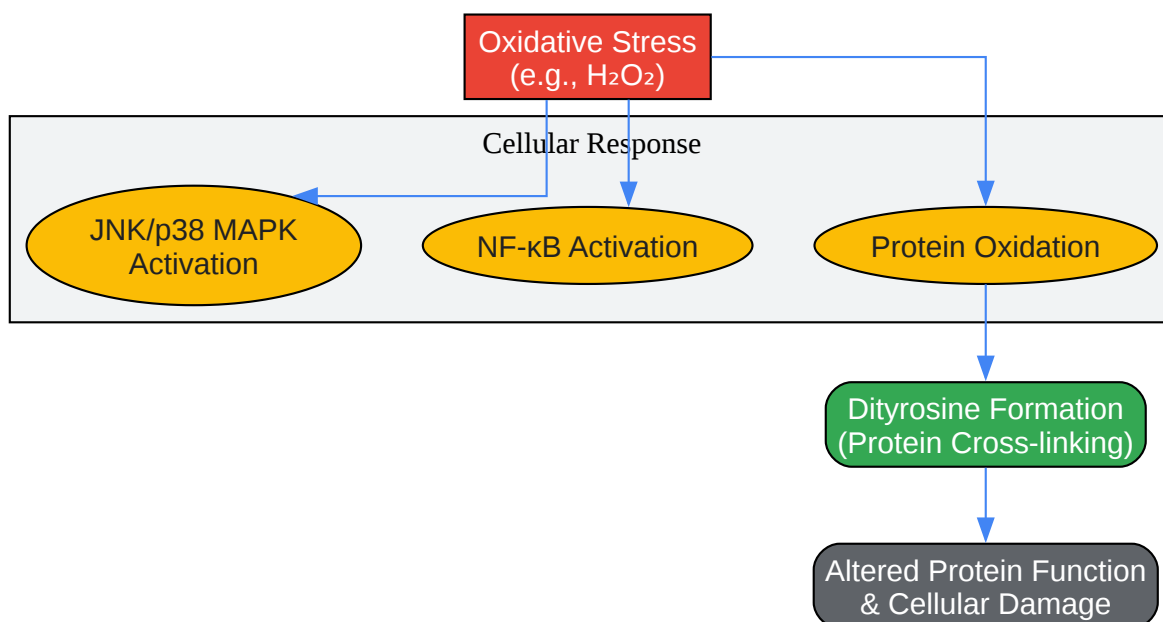 Oxidative Stress
(e.g., H₂O₂)
Cellular Response
JNK/p38 MAPK
Activation
NF-κB Activation
Protein Oxidation
Dityrosine Formation
(Protein Cross-linking)
Altered Protein Function
& Cellular Damage